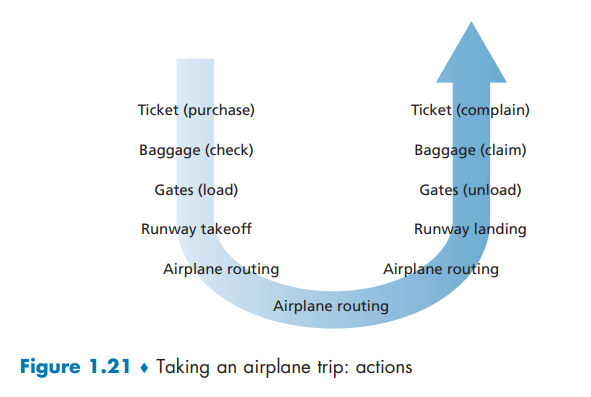 Ticket (purchase)
Ticket (complain)
Baggage (check)
Baggage (claim)
Gates (load)
Gates (unload)
Runway takeoff
Runway landing
Airplane routing
Airplane routing
Airplane routing
Figure 1.21 ♦ Taking an airplane trip: actions